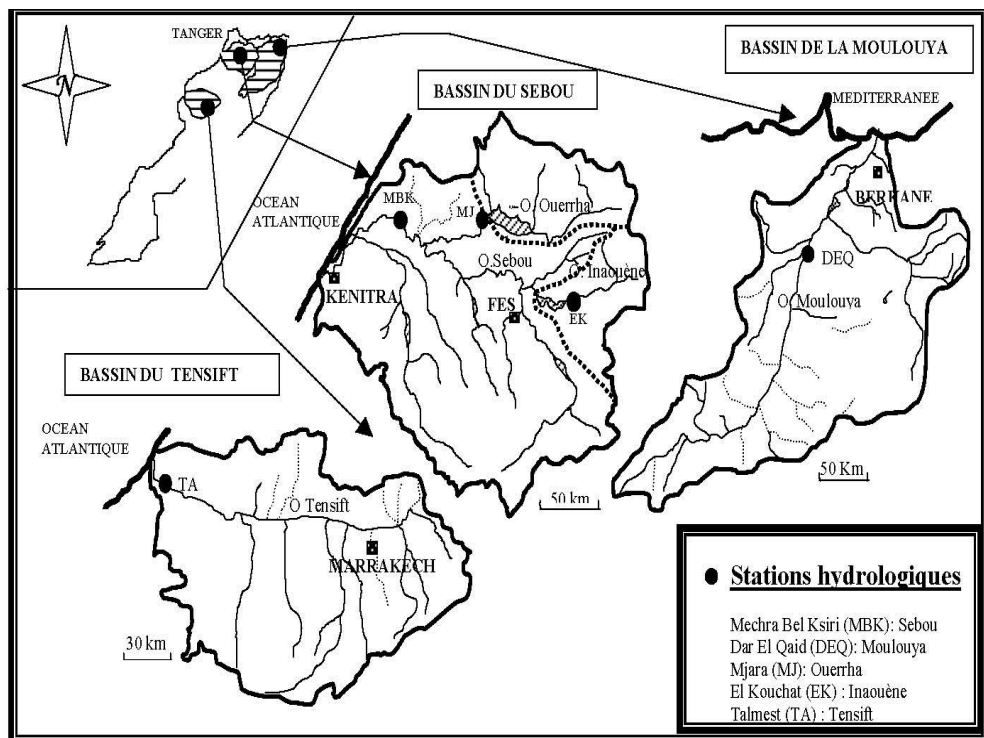 TANGER
N
BASSIN DE LA MOULOUYA
BASSIN DU SEBOU
MEDITERRANEE
OCEAN
ATLANTIQUE
MBK
MJ
O Ouerrha
BERKANE
O.Sebou
O. Inaouène
DEQ
KENITRA
FES
EK
O. Moulouya
BASSIN DU TENSIFT
OCEAN
ATLANTIQUE
50 Km
50 km
TA
O Tensift
MARRAKECH
30 km
Stations hydrologiques
Mechra Bel Ksiri (MBK): Sebou
Dar El Qaid (DEQ): Moulouya
Mjara (MJ): Ouerrha
El Kouchat (EK) : Inaouène
Talmest (TA) : Tensift